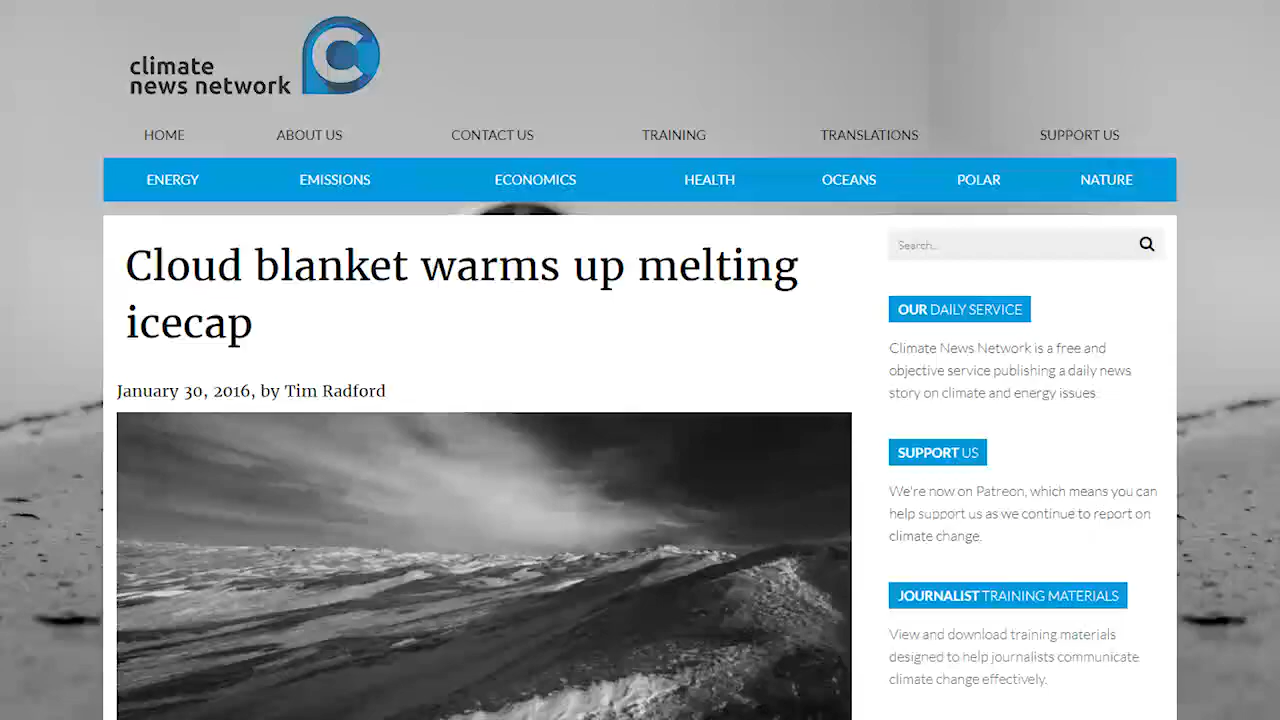 climate
news network
HOME ABOUT US CONTACT US TRAINING TRANSLATIONS SUPPORT US
ENERGY EMISSIONS ECONOMICS HEALTH OCEANS POLAR NATURE
Cloud blanket warms up melting
icecap
January 30, 2016, by Tim Radford
Search...
OUR DAILY SERVICE
Climate News Network is a free and
objective service publishing a daily news
story on climate and energy issues.
SUPPORT US
We're now on Patreon, which means you can
help support us as we continue to report on
climate change.
JOURNALIST TRAINING MATERIALS
View and download training materials
designed to help journalists communicate
climate change effectively.